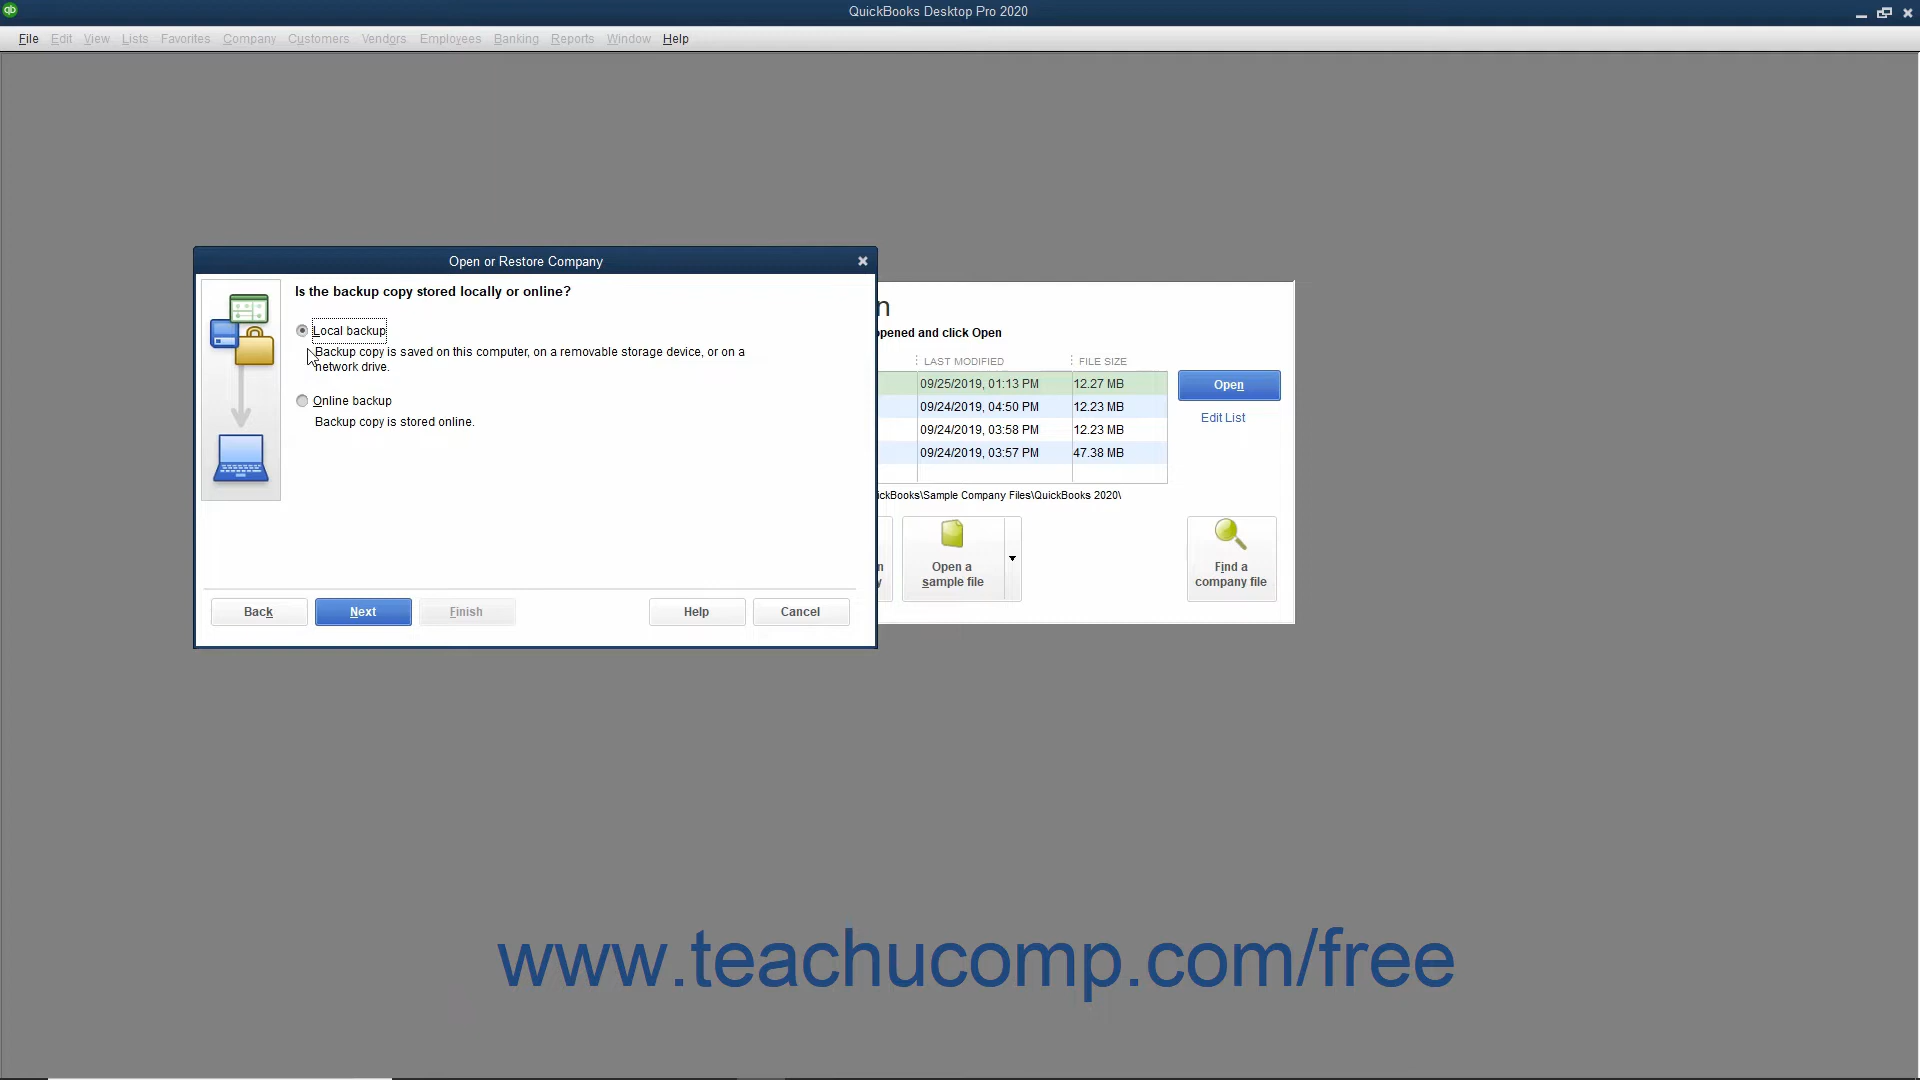 QuickBooks Desktop Pro 2020
File Edit View Lists Favorites Company Customers Vendors Employees Banking Reports Window Help
Open or Restore Company
Is the backup copy stored locally or online?
Local backup
Backup copy is saved on this computer, on a removable storage device, or on a
network drive.
Online backup
Backup copy is stored online.
Back Next Finish Help Cancel
n
opened and click Open
LAST MODIFIED FILE SIZE
09/25/2019, 01:13 PM 12.27 MB
09/24/2019, 04:50 PM 12.23 MB
09/24/2019, 03:58 PM 12.23 MB
09/24/2019, 03:57 PM 47.38 MB
Open
Edit List
ickBooks\Sample Company Files\QuickBooks 2020\
n
y
Open a
sample file
Find a
company file
www.teachucomp.com/free